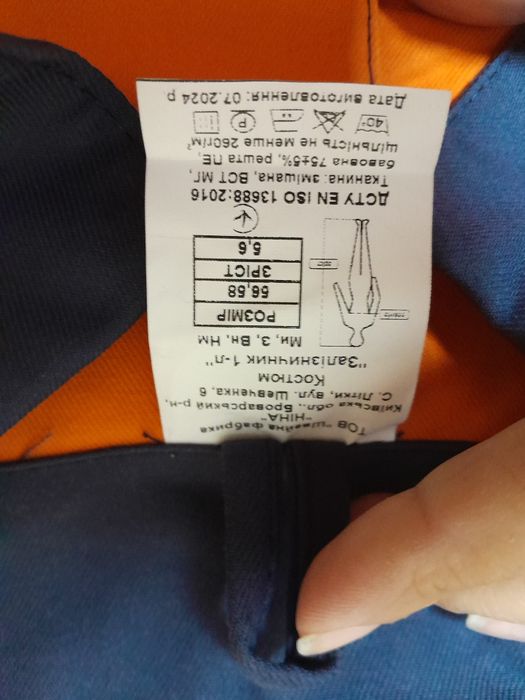 ТОВ "Швейна фабрика
"НІНА"
Київська обл.. Броварський р-н,
С. Літки, вул. Шевченка, 6
Костюм
"Залізничник 1-л"
Ми, З, Вн, НМ
РОЗМІР
56,58
ЗРІСТ
5,6
ДСТУ EN ISO 13688:2016
Тканина: змішана, ВСТ МГ,
бавовна 75±5%, решта ПЕ,
щільність не менше 260г/м²
40°
P
Дата виготовлення: 07.2024 р